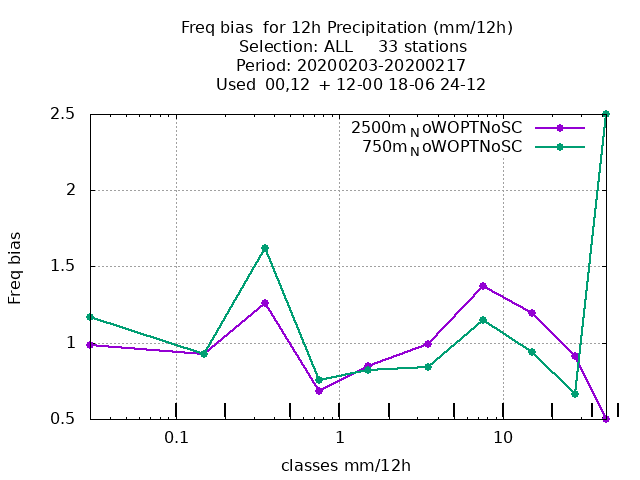 Freq bias  for 12h Precipitation (mm/12h)
Selection: ALL     33 stations
Period: 20200203-20200217
Used  00,12  + 12-00 18-06 24-12
2500m_NoWOPTNoSC
750m_NoWOPTNoSC
2.5
2
1.5
1
0.5
Freq bias
0.1
1
10
classes mm/12h